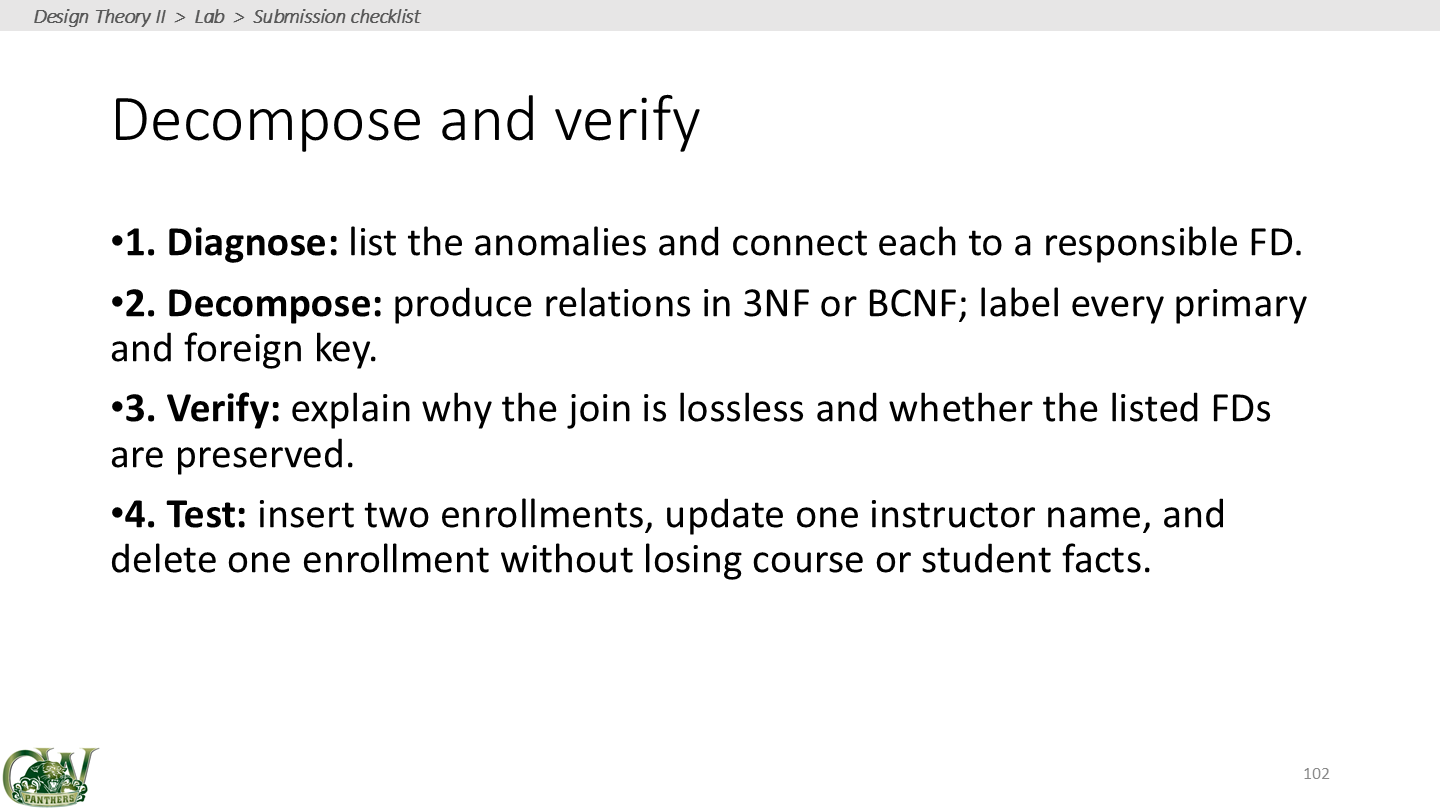 Design Theory II > Lab > Submission checklist
Decompose and verify
•1. Diagnose: list the anomalies and connect each to a responsible FD.
•2. Decompose: produce relations in 3NF or BCNF; label every primary
and foreign key.
•3. Verify: explain why the join is lossless and whether the listed FDs
are preserved.
•4. Test: insert two enrollments, update one instructor name, and
delete one enrollment without losing course or student facts.
PANTHERS
102